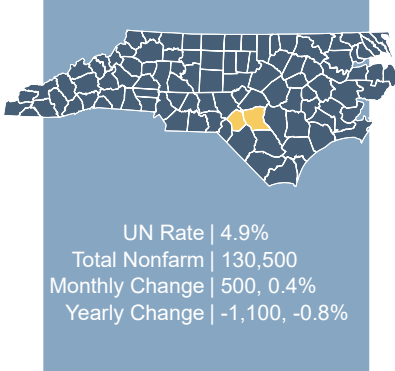 UN Rate | 4.9%
Total Nonfarm | 130,500
Monthly Change | 500, 0.4%
Yearly Change | -1,100, -0.8%